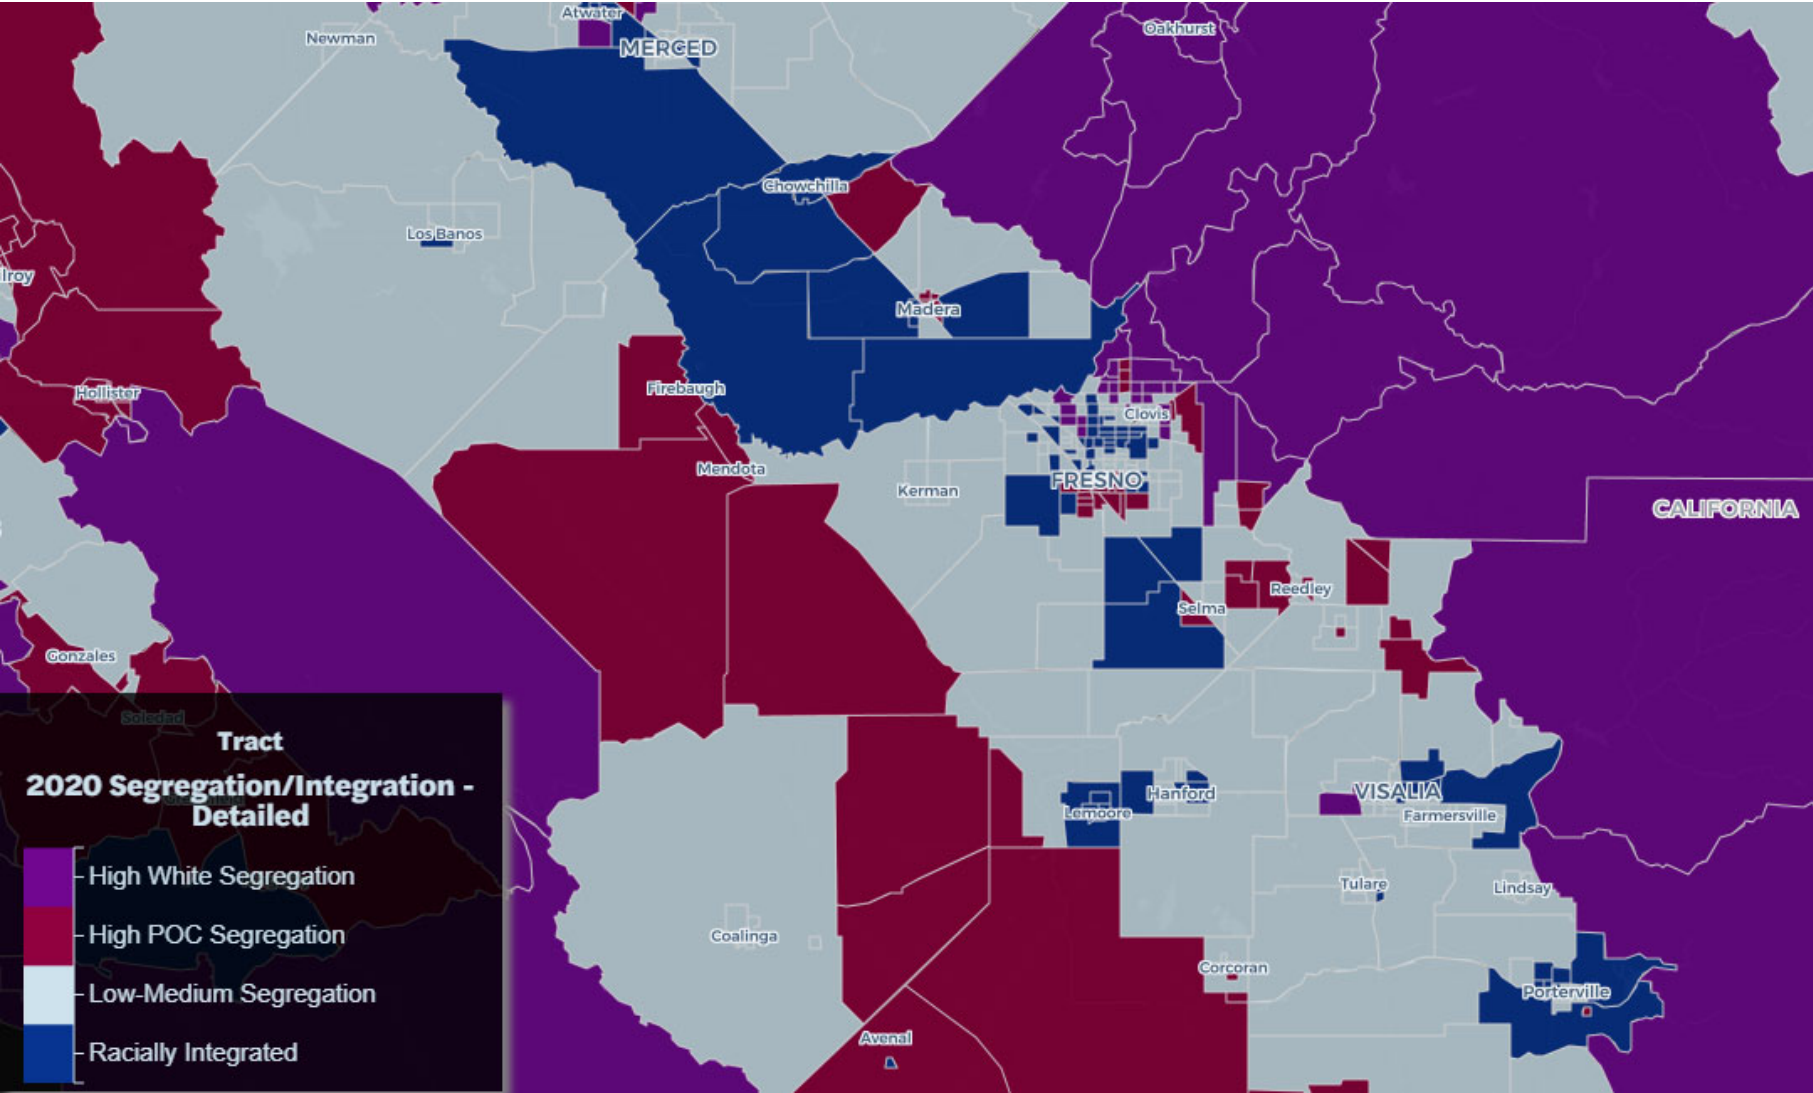 Atwater
Oakhurst
Newman
MERCED
Chowchilla
Los Banos
ilroy
Madera
Hollister
Firebaugh
Clovis
Mendota
FRESNO
Kerman
CALIFORNIA
Reedley
Selma
Gonzales
Soledad
Tract
2020 Segregation/Integration -
Detailed
High White Segregation
High POC Segregation
Low-Medium Segregation
Racially Integrated
VISALIA
Hanford
Lemoore
Farmersville
Tulare
Lindsay
Coalinga
Corcoran
Porterville
Avenal